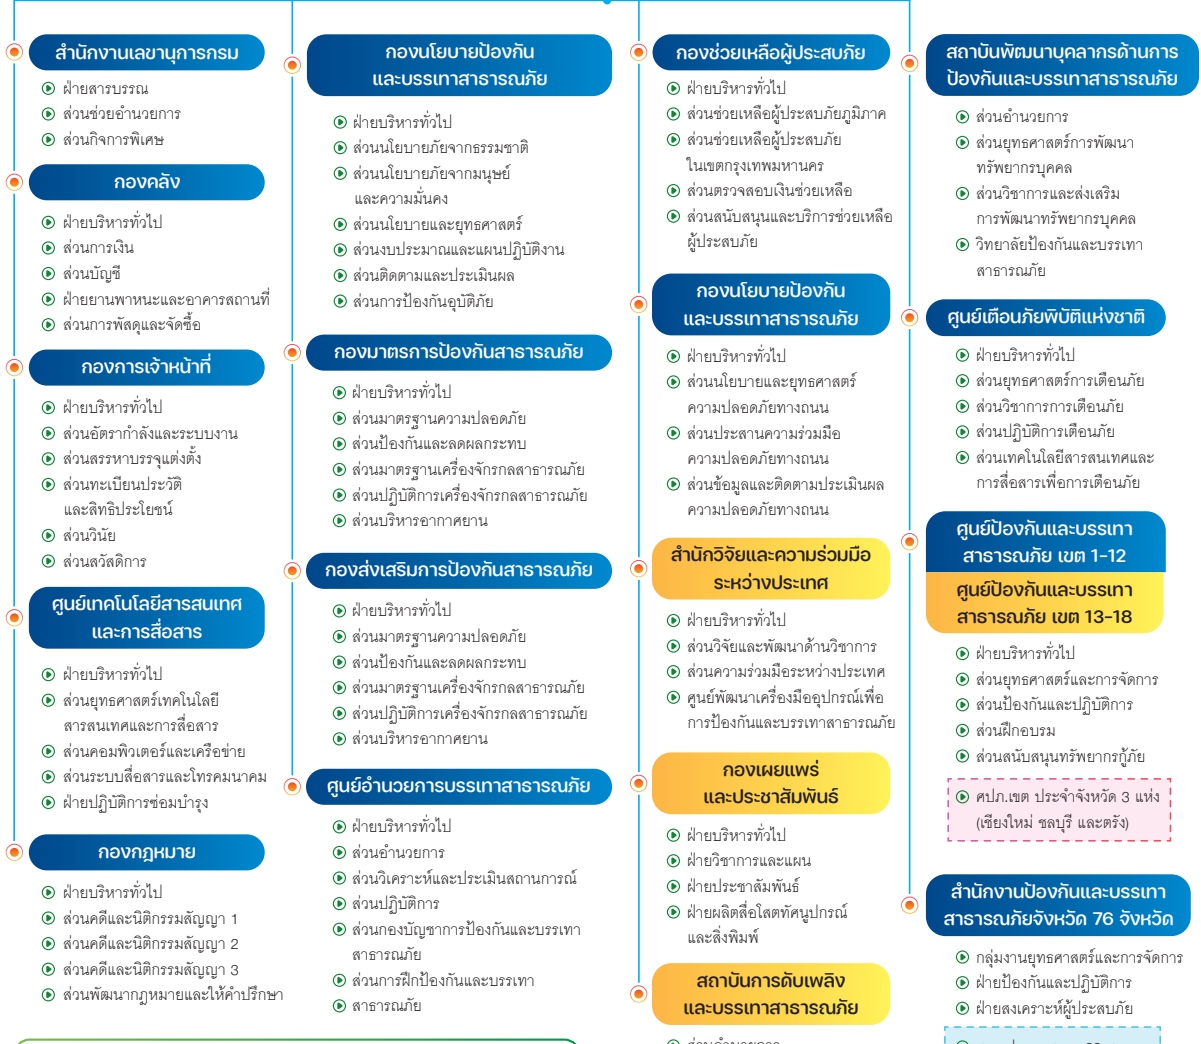 สำนักงานเลขานุการกรม
ฝ่ายสารบรรณ
ส่วนช่วยอำนวยการ
ส่วนกิจการพิเศษ
กองคลัง
ฝ่ายบริหารทั่วไป
ส่วนการเงิน
ส่วนบัญชี
ฝ่ายยานพาหนะและอาคารสถานที่
ส่วนการพัสดุและจัดซื้อ
กองการเจ้าหน้าที่
ฝ่ายบริหารทั่วไป
ส่วนอัตรากำลังและระบบงาน
ส่วนสรรหาบรรจุแต่งตั้ง
ส่วนทะเบียนประวัติ
และสิทธิประโยชน์
ส่วนวินัย
ส่วนสวัสดิการ
ศูนย์เทคโนโลยีสารสนเทศ
และการสื่อสาร
ฝ่ายบริหารทั่วไป
ส่วนยุทธศาสตร์เทคโนโลยี
สารสนเทศและการสื่อสาร
ส่วนคอมพิวเตอร์และเครือข่าย
ส่วนระบบสื่อสารและโทรคมนาคม
ฝ่ายปฏิบัติการซ่อมบำรุง
กองกฎหมาย
ฝ่ายบริหารทั่วไป
ส่วนคดีและนิติกรรมสัญญา 1
ส่วนคดีและนิติกรรมสัญญา 2
ส่วนคดีและนิติกรรมสัญญา 3
ส่วนพัฒนากฎหมายและให้คำปรึกษา
กองนโยบายป้องกัน
และบรรเทาสาธารณภัย
ฝ่ายบริหารทั่วไป
ส่วนนโยบายภัยจากธรรมชาติ
ส่วนนโยบายภัยจากมนุษย์
และความมั่นคง
ส่วนนโยบายและยุทธศาสตร์
ส่วนงบประมาณและแผนปฏิบัติงาน
ส่วนติดตามและประเมินผล
ส่วนการป้องกันอุบัติภัย
กองมาตรการป้องกันสาธารณภัย
ฝ่ายบริหารทั่วไป
ส่วนมาตรฐานความปลอดภัย
ส่วนป้องกันและลดผลกระทบ
ส่วนมาตรฐานเครื่องจักรกลสาธารณภัย
ส่วนปฏิบัติการเครื่องจักรกลสาธารณภัย
ส่วนบริหารอากาศยาน
กองส่งเสริมการป้องกันสาธารณภัย
ฝ่ายบริหารทั่วไป
ส่วนมาตรฐานความปลอดภัย
ส่วนป้องกันและลดผลกระทบ
ส่วนมาตรฐานเครื่องจักรกลสาธารณภัย
ส่วนปฏิบัติการเครื่องจักรกลสาธารณภัย
ส่วนบริหารอากาศยาน
ศูนย์อำนวยการบรรเทาสาธารณภัย
ฝ่ายบริหารทั่วไป
ส่วนอำนวยการ
ส่วนวิเคราะห์และประเมินสถานการณ์
ส่วนปฏิบัติการ
ส่วนกองบัญชาการป้องกันและบรรเทา
สาธารณภัย
ส่วนการฝึกป้องกันและบรรเทา
สาธารณภัย
กองช่วยเหลือผู้ประสบภัย
ฝ่ายบริหารทั่วไป
ส่วนช่วยเหลือผู้ประสบภัยภูมิภาค
ส่วนช่วยเหลือผู้ประสบภัย
ในเขตกรุงเทพมหานคร
ส่วนตรวจสอบเงินช่วยเหลือ
ส่วนสนับสนุนและบริการช่วยเหลือ
ผู้ประสบภัย
กองนโยบายป้องกัน
และบรรเทาสาธารณภัย
ฝ่ายบริหารทั่วไป
ส่วนนโยบายและยุทธศาสตร์
ความปลอดภัยทางถนน
ส่วนประสานความร่วมมือ
ความปลอดภัยทางถนน
ส่วนข้อมูลและติดตามประเมินผล
ความปลอดภัยทางถนน
สำนักวิจัยและความร่วมมือ
ระหว่างประเทศ
ฝ่ายบริหารทั่วไป
ส่วนวิจัยและพัฒนาด้านวิชาการ
ส่วนความร่วมมือระหว่างประเทศ
ศูนย์พัฒนาเครื่องมืออุปกรณ์เพื่อ
การป้องกันและบรรเทาสาธารณภัย
กองเผยแพร่
และประชาสัมพันธ์
ฝ่ายบริหารทั่วไป
ฝ่ายวิชาการและแผน
ฝ่ายประชาสัมพันธ์
ฝ่ายผลิตสื่อโสตทัศนูปกรณ์
และสิ่งพิมพ์
สถาบันการดับเพลิง
และบรรเทาสาธารณภัย
สถาบันพัฒนาบุคลากรด้านการ
ป้องกันและบรรเทาสาธารณภัย
ส่วนอำนวยการ
ส่วนยุทธศาสตร์การพัฒนา
ทรัพยากรบุคคล
ส่วนวิชาการและส่งเสริม
การพัฒนาทรัพยากรบุคคล
วิทยาลัยป้องกันและบรรเทา
สาธารณภัย
ศูนย์เตือนภัยพิบัติแห่งชาติ
ฝ่ายบริหารทั่วไป
ส่วนยุทธศาสตร์การเตือนภัย
ส่วนวิชาการการเตือนภัย
ส่วนปฏิบัติการเตือนภัย
ส่วนเทคโนโลยีสารสนเทศและ
การสื่อสารเพื่อการเตือนภัย
ศูนย์ป้องกันและบรรเทา
สาธารณภัย เขต 1-12
ศูนย์ป้องกันและบรรเทา
สาธารณภัย เขต 13-18
ฝ่ายบริหารทั่วไป
ส่วนยุทธศาสตร์และการจัดการ
ส่วนป้องกันและปฏิบัติการ
ส่วนฝึกอบรม
ส่วนสนับสนุนทรัพยากรกู้ภัย
ศปภ.เขต ประจำจังหวัด 3 แห่ง
(เชียงใหม่ ชลบุรี และตรัง)
สำนักงานป้องกันและบรรเทา
สาธารณภัยจังหวัด 76 จังหวัด
กลุ่มงานยุทธศาสตร์และการจัดการ
ฝ่ายป้องกันและปฏิบัติการ
ฝ่ายสงเคราะห์ผู้ประสบภัย